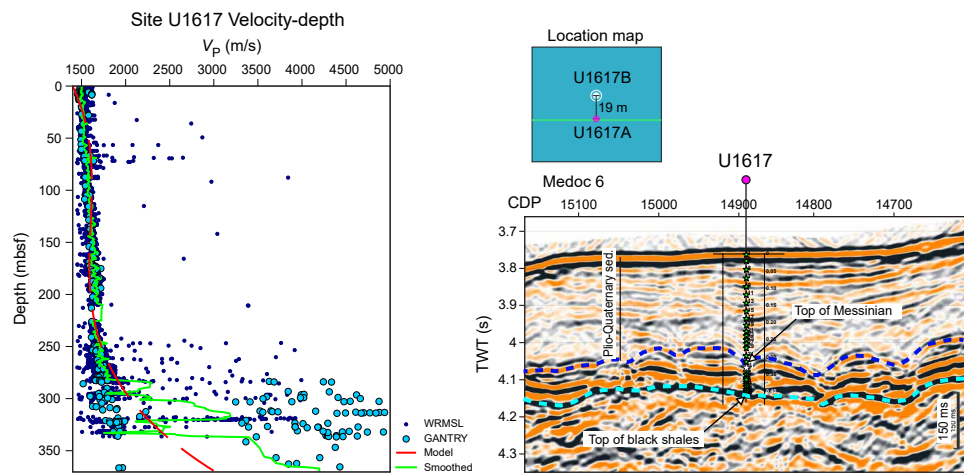 Site U1617 Velocity-depth
VP (m/s)
1500 2000 2500 3000 3500 4000 4500 5000
Depth (mbsf)
0
50
100
150
200
250
300
350
WRMSL
GANTRY
Model
Smoothed
Location map
U1617B
19 m
U1617A
U1617
Medoc 6
CDP
15100 15000 14900 14800 14700
TWT (s)
3.7
3.8
3.9
4
4.1
4.2
4.3
Plio-Quaternary sed.
Top of Messinian
Top of black shales
150 ms